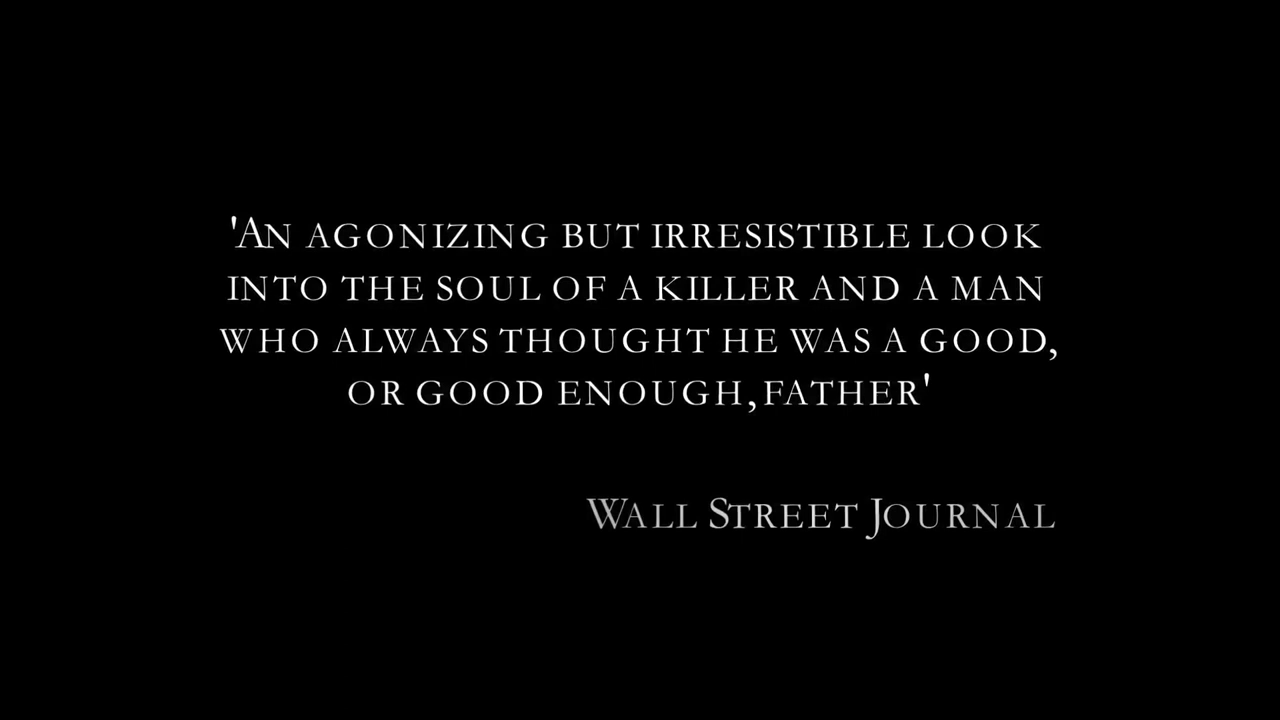 'AN AGONIZING BUT IRRESISTIBLE LOOK
INTO THE SOUL OF A KILLER AND A MAN
WHO ALWAYS THOUGHT HE WAS A GOOD,
OR GOOD ENOUGH, FATHER'
WALL STREET JOURNAL